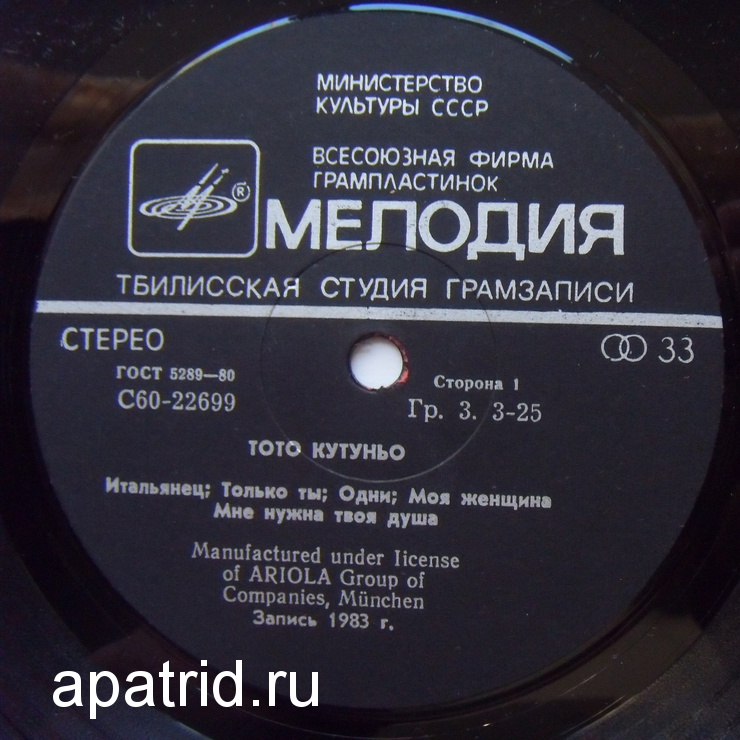 МИНИСТЕРСТВО
КУЛЬТУРЫ СССР
ВСЕСОЮЗНАЯ ФИРМА
ГРАМПЛАСТИНОК
®
МЕЛОДИЯ
ТБИЛИССКАЯ СТУДИЯ ГРАМЗАПИСИ
СТЕРЕО
33
ГОСТ 5289—80
Сторона 1
С60-22699
Гр. 3. 3-25
ТОТО КУТУНЬО
Итальянец; Только ты; Одни; Моя женщина
Мне нужна твоя душа
Manufactured under license
of ARIOLA Group of
Companies, München
Запись 1983 г.
apatrid.ru